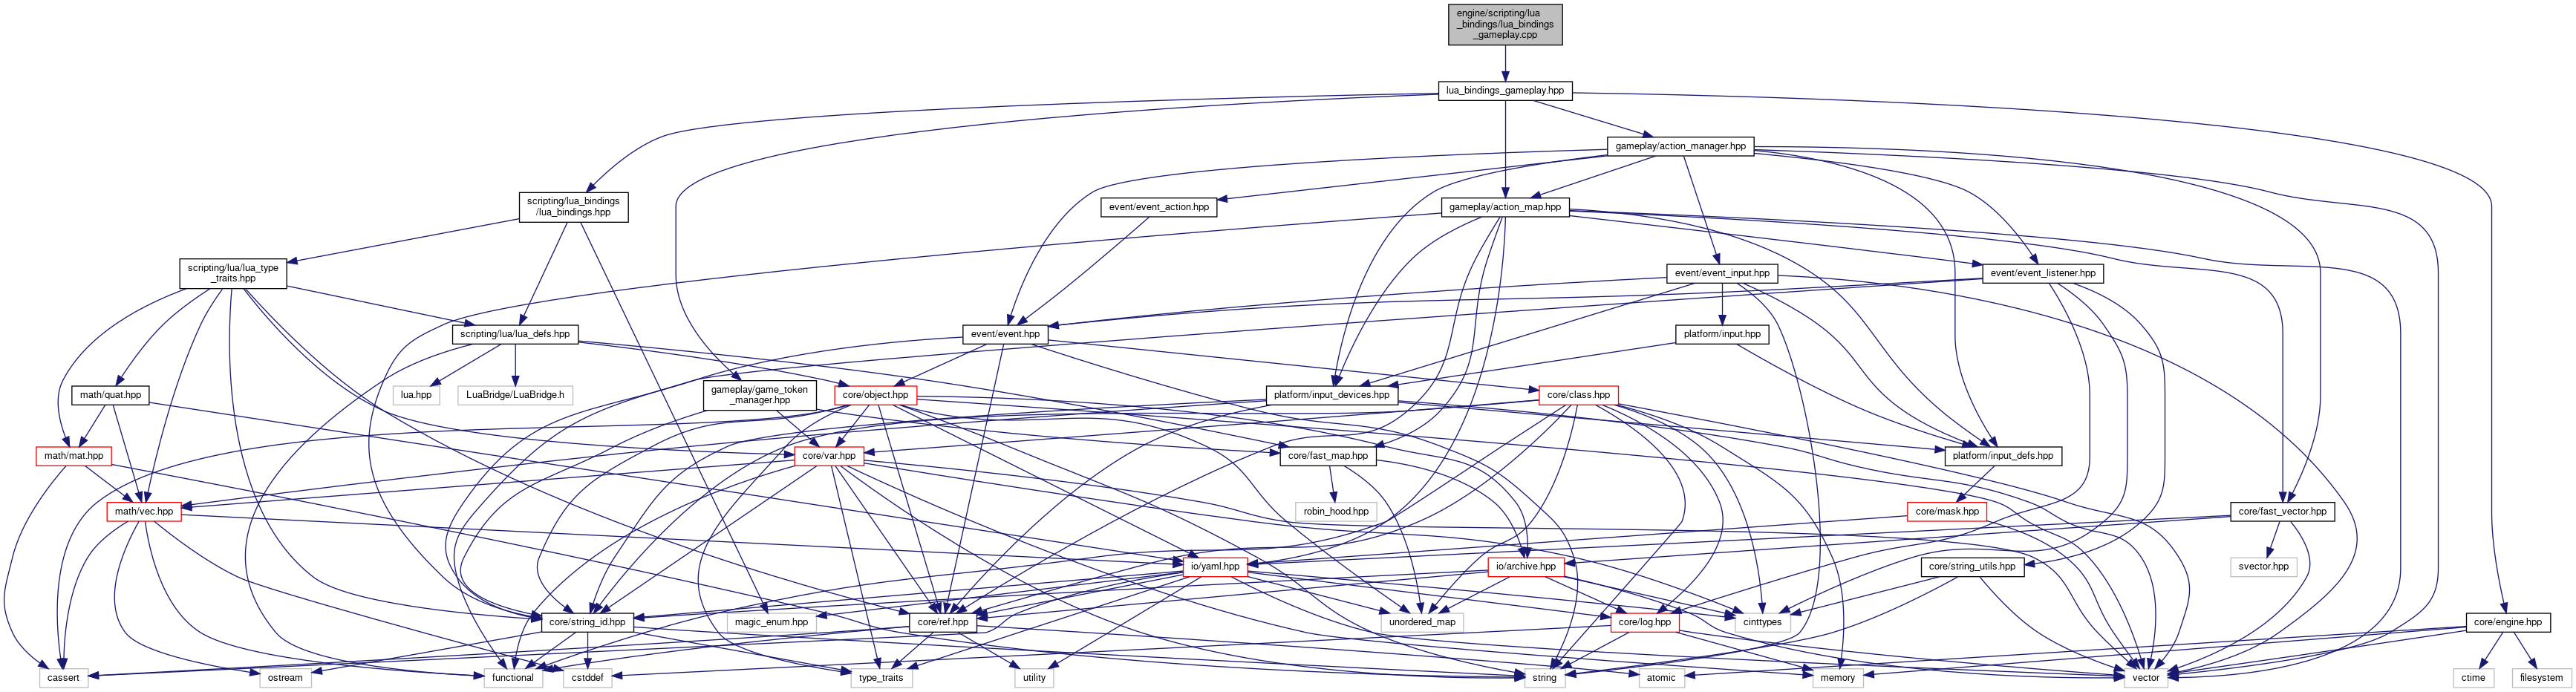 engine/scripting/lua
_bindings/lua_bindings
_gameplay.cpp
lua_bindings_gameplay.hpp
gameplay/action_manager.hpp
scripting/lua_bindings
/lua_bindings.hpp
event/event_action.hpp
gameplay/action_map.hpp
scripting/lua/lua_type
_traits.hpp
event/event_input.hpp
event/event_listener.hpp
scripting/lua/lua_defs.hpp
event/event.hpp
platform/input.hpp
math/quat.hpp
lua.hpp
LuaBridge/LuaBridge.h
gameplay/game_token
_manager.hpp
core/object.hpp
platform/input_devices.hpp
core/class.hpp
math/mat.hpp
core/var.hpp
core/fast_map.hpp
platform/input_defs.hpp
math/vec.hpp
robin_hood.hpp
core/mask.hpp
core/fast_vector.hpp
io/yaml.hpp
io/archive.hpp
core/string_utils.hpp
svector.hpp
core/string_id.hpp
magic_enum.hpp
core/ref.hpp
unordered_map
core/log.hpp
cinttypes
core/engine.hpp
cassert
ostream
functional
cstddef
type_traits
utility
string
atomic
memory
vector
ctime
filesystem